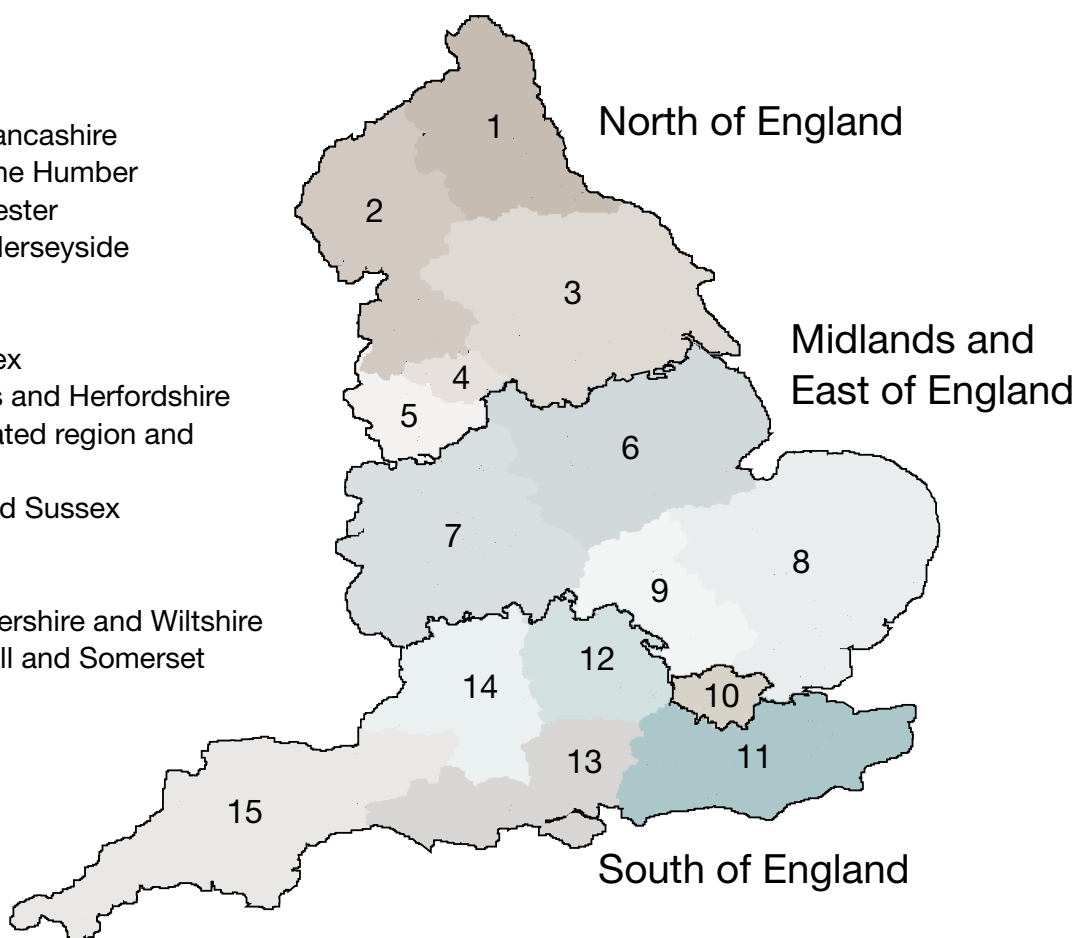 ancashire
ne Humber
ester
erseyside
ex
s and Herfordshire
ated region and
d Sussex
ershire and Wiltshire
ll and Somerset
North of England
Midlands and
East of England
South of England
1
2
3
4
5
6
7
8
9
10
11
12
13
14
15